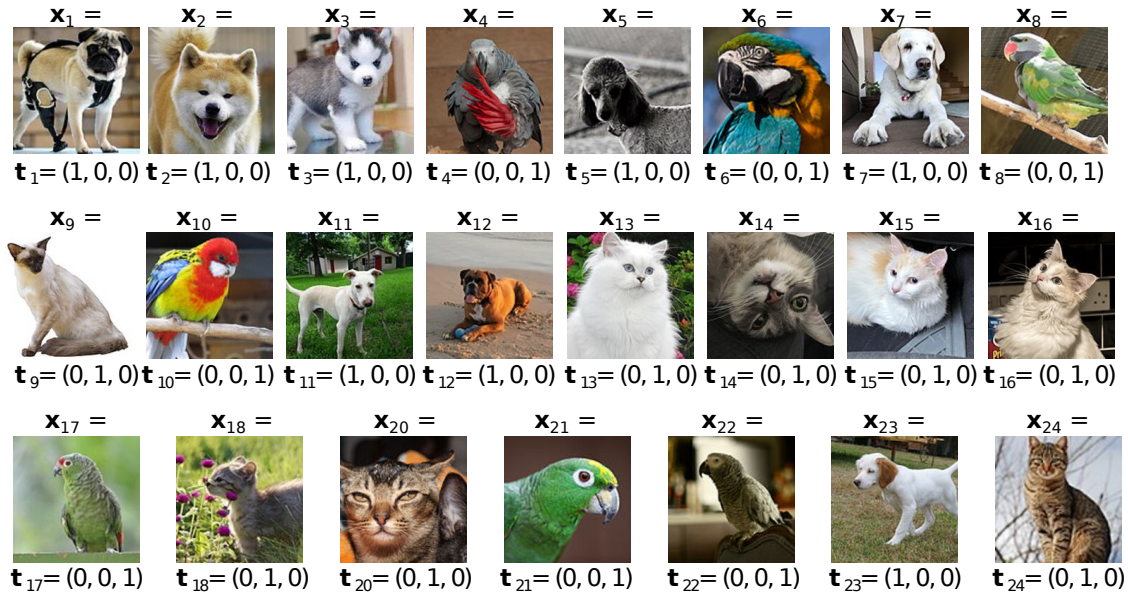 x1 = x2 = x3 = x4 = x5 = x6 = x7 = x8 =
t1= (1, 0, 0) t2= (1, 0, 0) t3= (1, 0, 0) t4= (0, 0, 1) t5= (1, 0, 0) t6= (0, 0, 1) t7= (1, 0, 0) t8= (0, 0, 1)
x9 = x10 = x11 = x12 = x13 = x14 = x15 = x16 =
t9= (0, 1, 0) t10= (0, 0, 1) t11= (1, 0, 0) t12= (1, 0, 0) t13= (0, 1, 0) t14= (0, 1, 0) t15= (0, 1, 0) t16= (0, 1, 0)
x17 = x18 = x20 = x21 = x22 = x23 = x24 =
t17= (0, 0, 1) t18= (0, 1, 0) t20= (0, 1, 0) t21= (0, 0, 1) t22= (0, 0, 1) t23= (1, 0, 0) t24= (0, 1, 0)